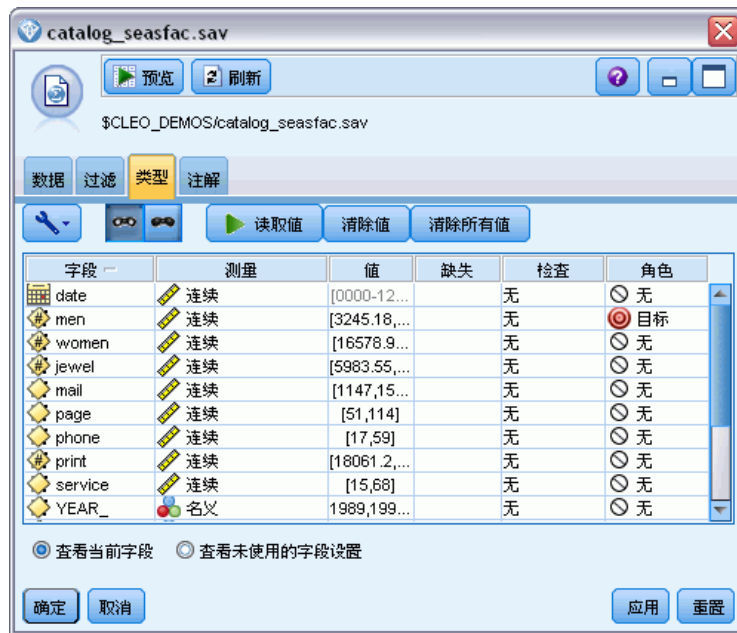 catalog_seasfac.sav
预览 刷新
$CLEO_DEMOS/catalog_seasfac.sav
数据 过滤 类型 注解
读取值 清除值 清除所有值
字段 测量 值 缺失 检查 角色
date 连续 [0000-12... 无 无
men 连续 [3245.18,... 无 目标
women 连续 [16578.9... 无 无
jewel 连续 [5983.55,... 无 无
mail 连续 [1147,15... 无 无
page 连续 [51,114] 无 无
phone 连续 [17,59] 无 无
print 连续 [18061.2,... 无 无
service 连续 [15,68] 无 无
YEAR_ 名义 1989,199... 无 无
查看当前字段 查看未使用的字段设置
确定 取消 应用 重置